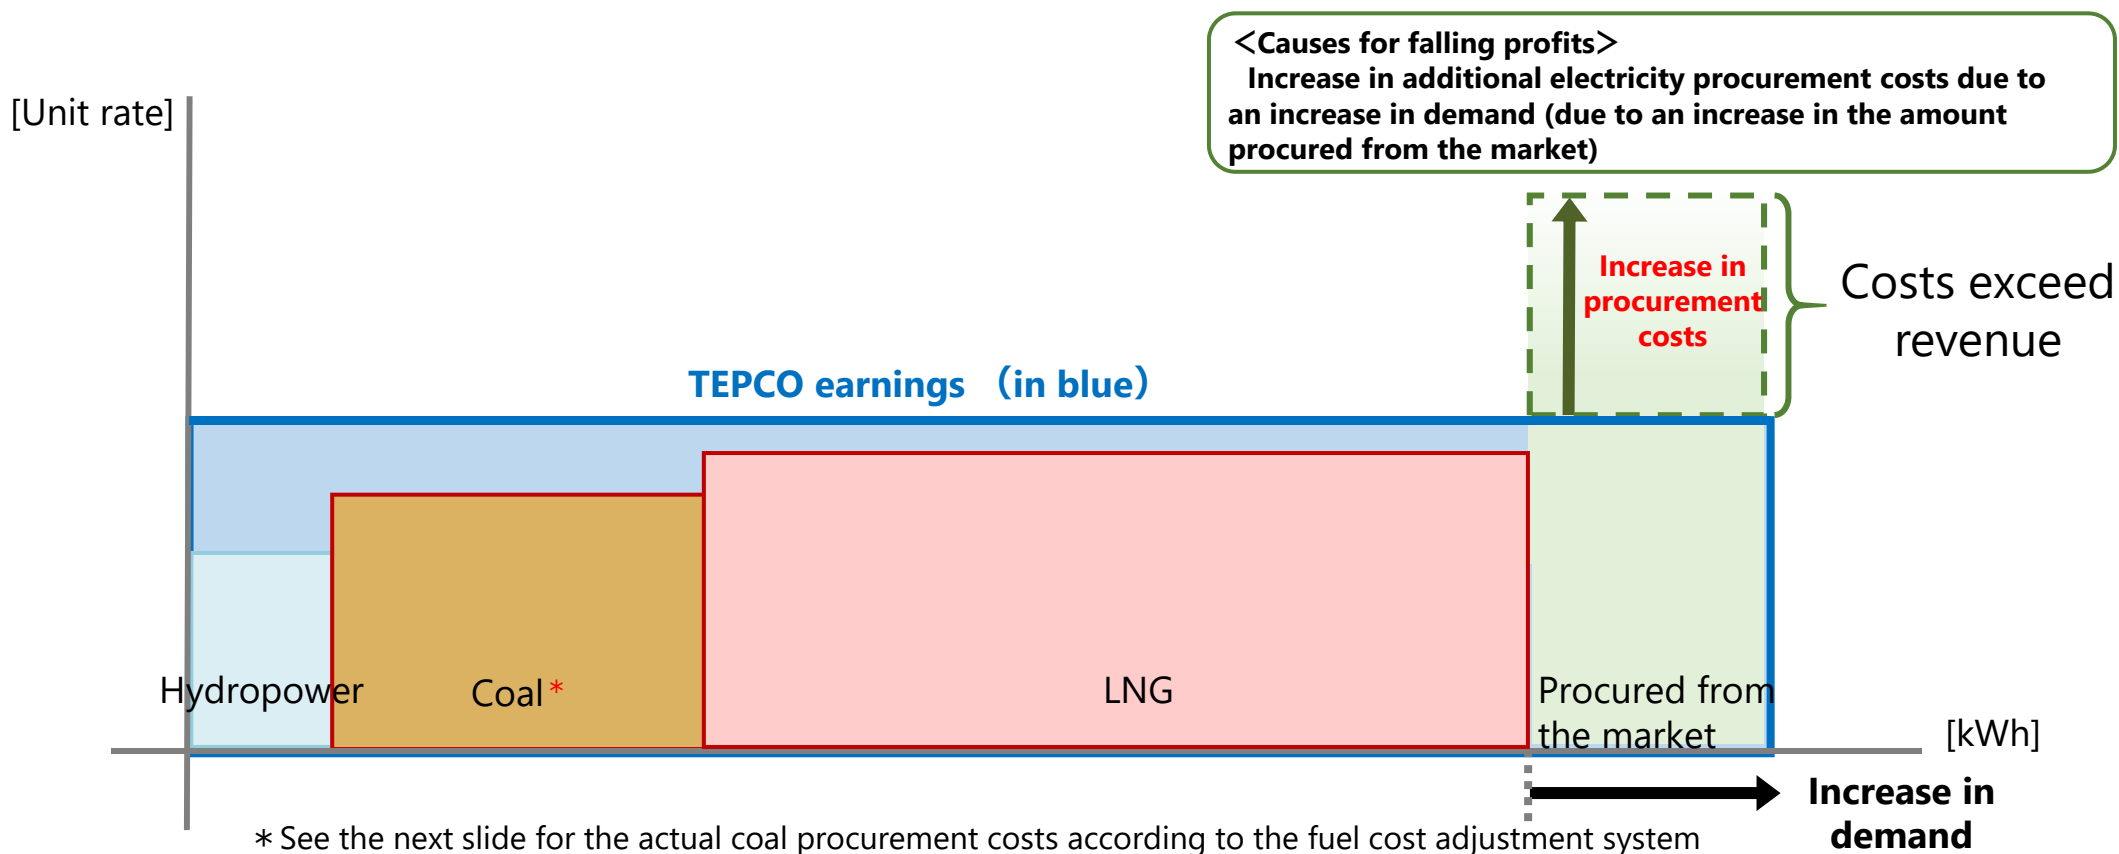 <Causes for falling profits>
Increase in additional electricity procurement costs due to
an increase in demand (due to an increase in the amount
procured from the market)
[Unit rate]
Increase in
procurement
costs
Costs exceed
revenue
TEPCO earnings （in blue）
Hydropower
Coal*
LNG
Procured from
the market
[kWh]
Increase in
demand
* See the next slide for the actual coal procurement costs according to the fuel cost adjustment system